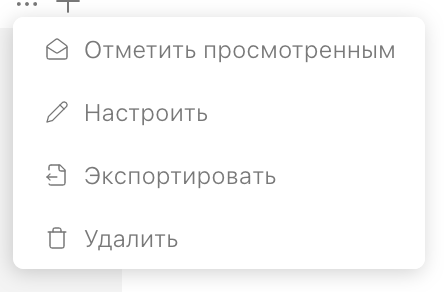 Отметить просмотренным
Настроить
Экспортировать
Удалить